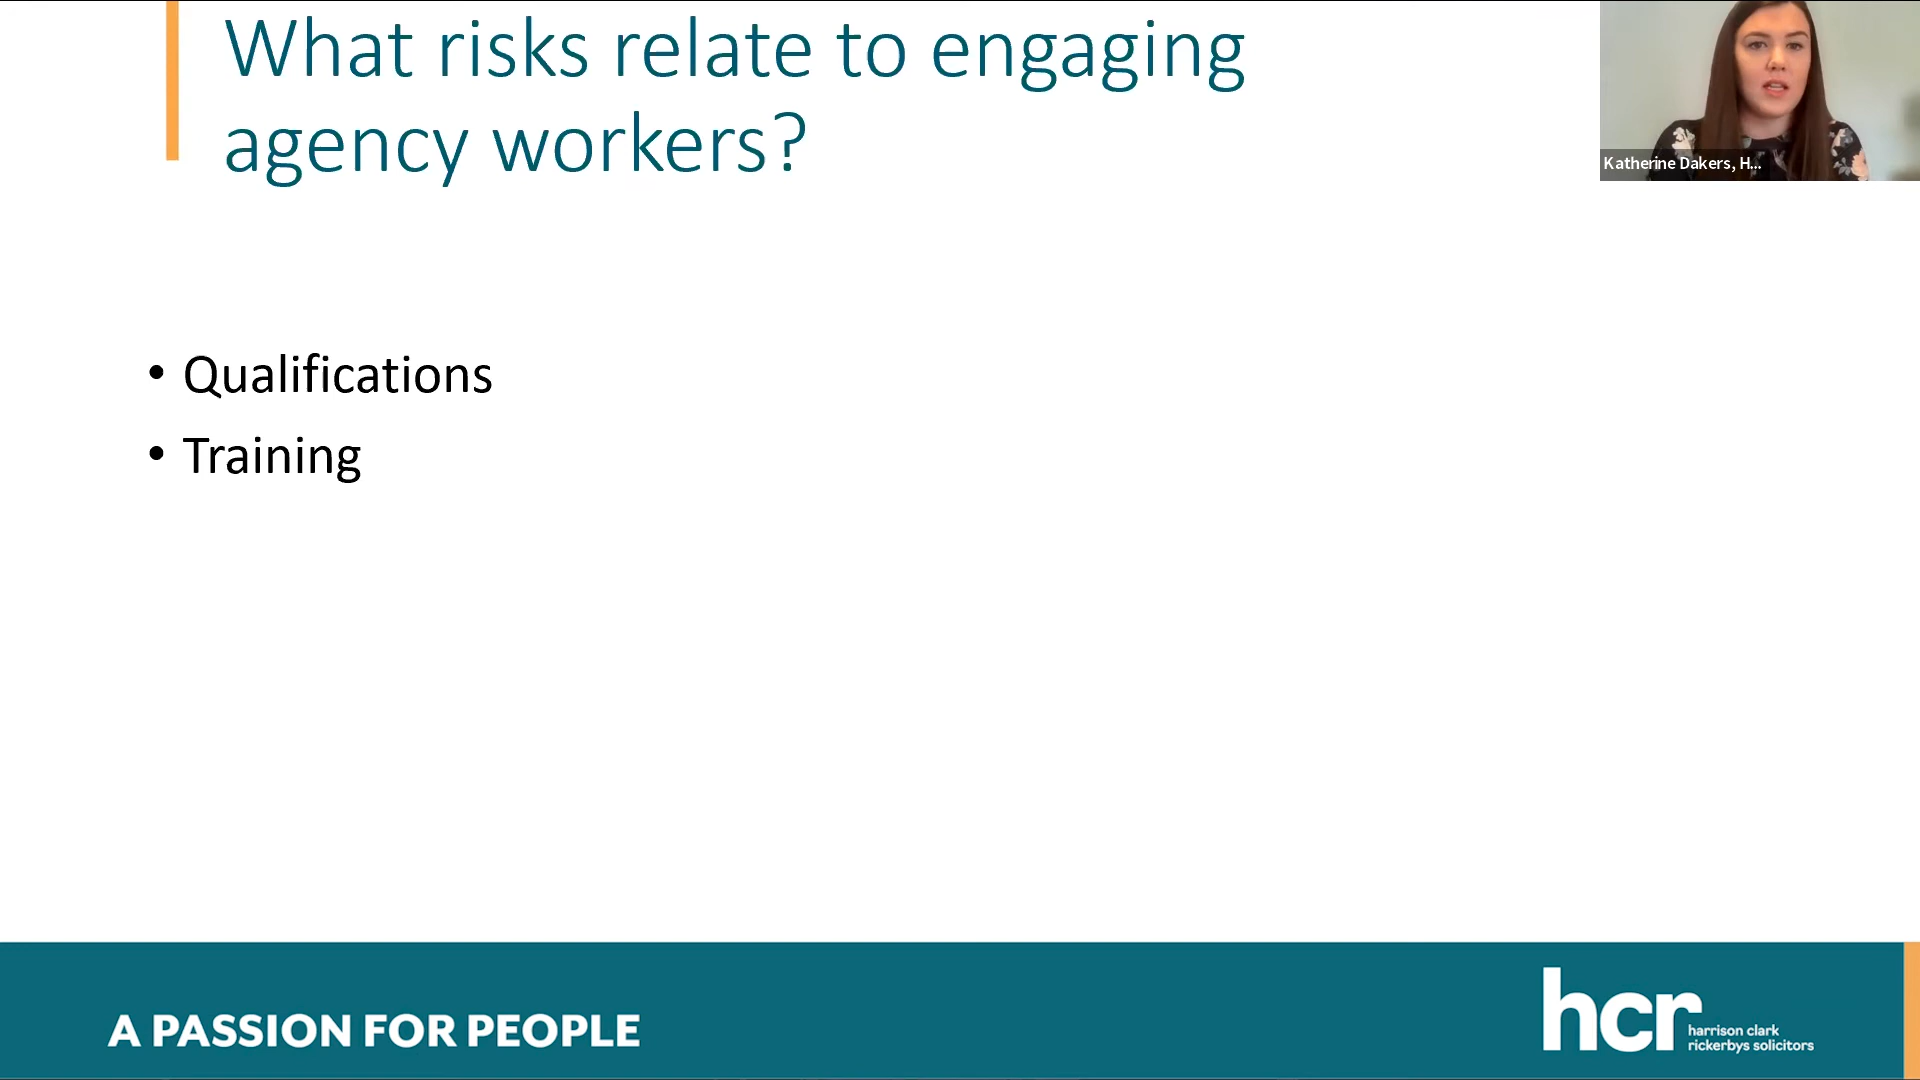 What risks relate to engaging
agency workers?
Katherine Dakers, H...
• Qualifications
• Training
A PASSION FOR PEOPLE
hcr
harrison clark
rickerbys solicitors